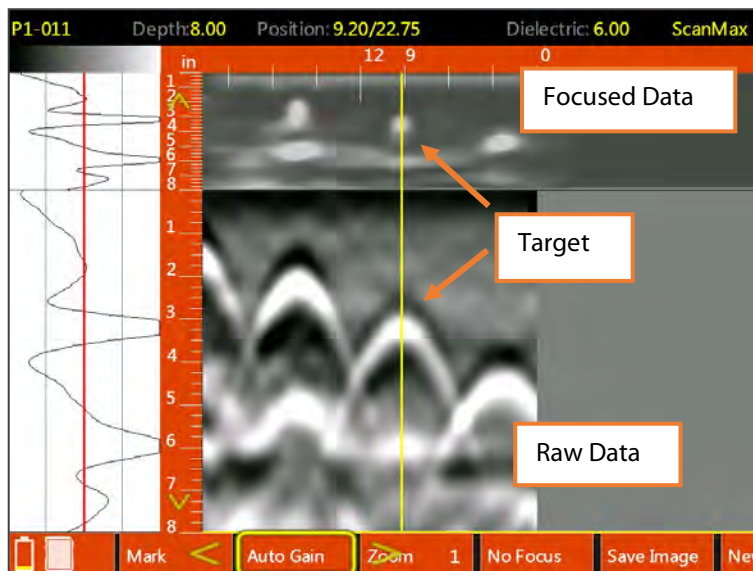 P1-011 Depth:8.00 Position: 9.20/22.75 Dielectric: 6.00 ScanMax
in 12 9 0
1
2
3
4
5
6
7
8
Focused Data
Target
1
2
3
4
5
6
7
8
Raw Data
Mark < Auto Gain Zoom > 1 No Focus Save Image New